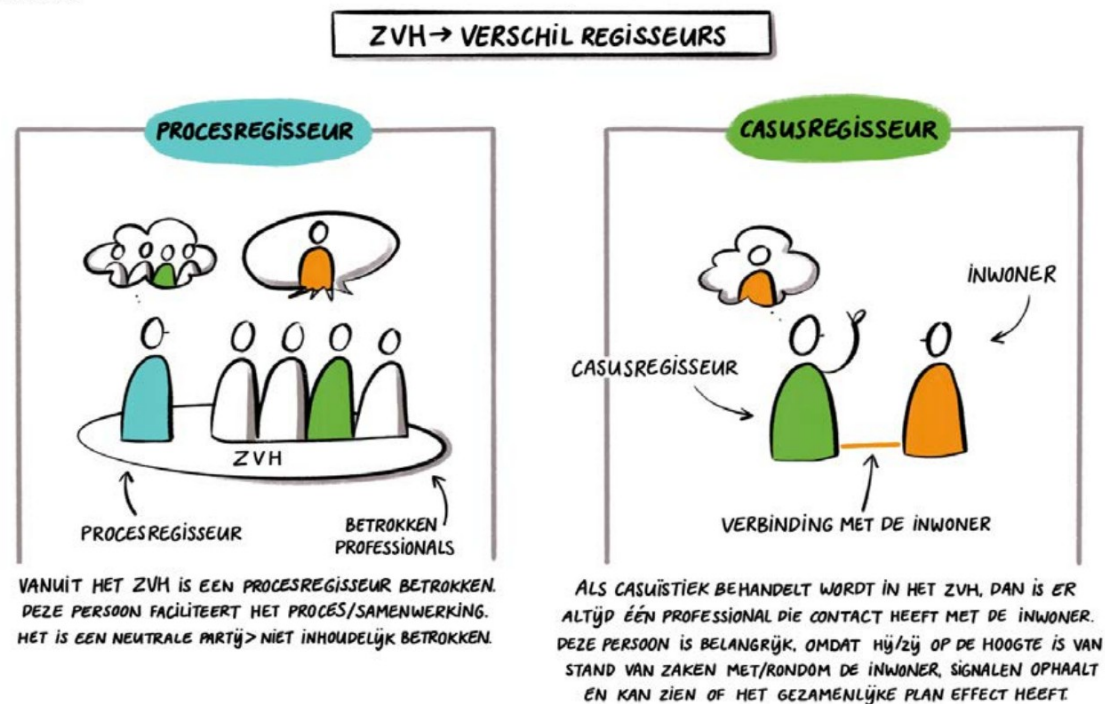 ZVH → VERSCHIL REGISSEURS
PROCESREGISSEUR
ZVH
PROCESREGISSEUR
BETROKKEN
PROFESSIONALS
VANUIT HET ZVH IS EEN PROCESREGISSEUR BETROKKEN.
DEZE PERSOON FACILITEERT HET PROCES/SAMENWERKING.
HET IS EEN NEUTRALE PARTIJ > NIET INHOUDELIJK BETROKKEN.
CASUSREGISSEUR
INWONER
CASUSREGISSEUR
VERBINDING MET DE INWONER
ALS CASUÏSTIEK BEHANDELT WORDT IN HET ZVH, DAN IS ER
ALTIJD ÉÉN PROFESSIONAL DIE CONTACT HEEFT MET DE INWONER.
DEZE PERSOON IS BELANGRIJK, OMDAT HIJ/ZIJ OP DE HOOGTE IS VAN
STAND VAN ZAKEN MET/RONDOM DE INWONER, SIGNALEN OPHAALT
EN KAN ZIEN OF HET GEZAMENLIJKE PLAN EFFECT HEEFT.